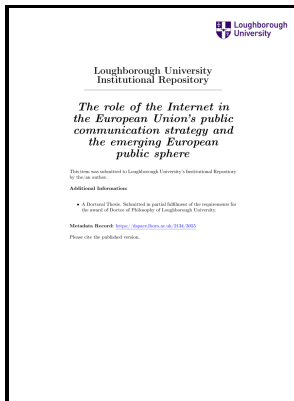 Loughborough
University
Loughborough University
Institutional Repository
The role of the Internet in
the European Union's public
communication strategy and
the emerging European
public sphere
This item was submitted to Loughborough University's Institutional Repository
by the/an author.
Additional Information:
• A Doctoral Thesis. Submitted in partial fulfillment of the requirements for
the award of Doctor of Philosophy of Loughborough University.
Metadata Record: https://dspace.lboro.ac.uk/2134/5655
Please cite the published version.